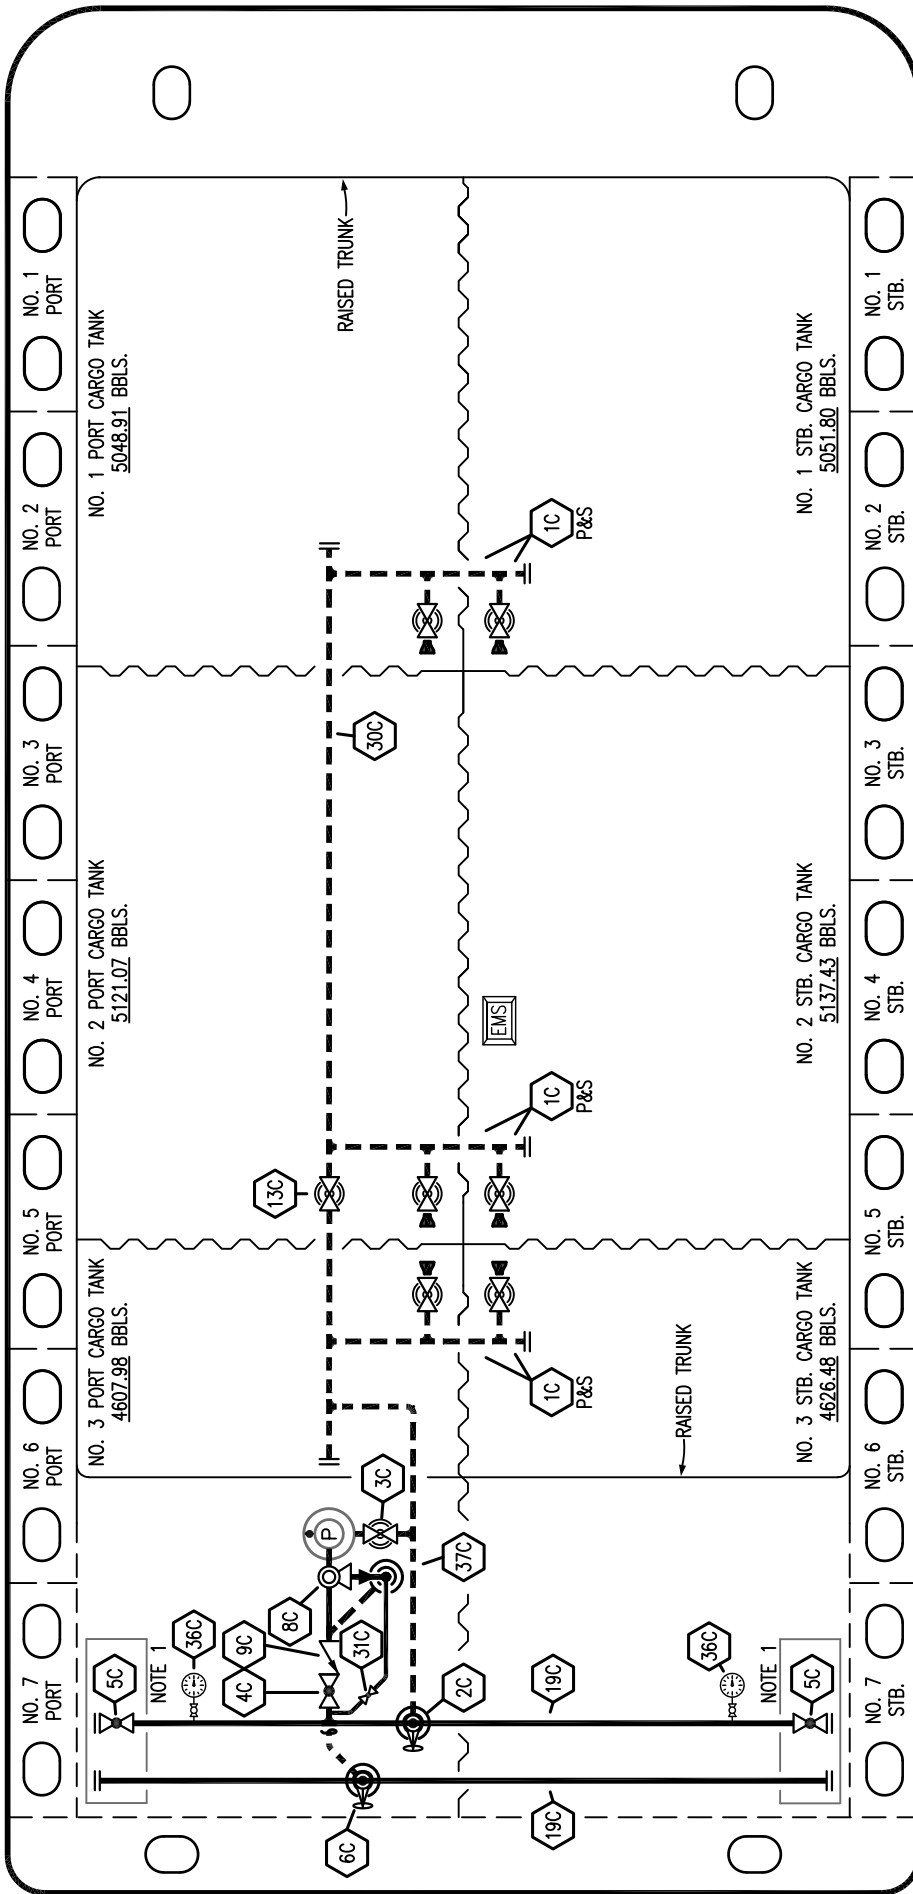 NO. 1
PORT
NO. 2
PORT
NO. 3
PORT
NO. 4
PORT
NO. 5
PORT
NO. 6
PORT
NO. 7
PORT
NO. 1 PORT CARGO TANK
5048.91 BBLS.
NO. 2 PORT CARGO TANK
5121.07 BBLS.
NO. 3 PORT CARGO TANK
4607.98 BBLS.
RAISED TRUNK
30C
13C
1C
P&S
1C
P&S
1C
P&S
EMS
RAISED TRUNK
P
3C
37C
8C
9C
4C
31C
2C
36C
NOTE 1
5C
19C
6C
19C
36C
NOTE 1
5C
NO. 1 STB. CARGO TANK
5051.80 BBLS.
NO. 2 STB. CARGO TANK
5137.43 BBLS.
NO. 3 STB. CARGO TANK
4626.48 BBLS.
NO. 1
STB.
NO. 2
STB.
NO. 3
STB.
NO. 4
STB.
NO. 5
STB.
NO. 6
STB.
NO. 7
STB.